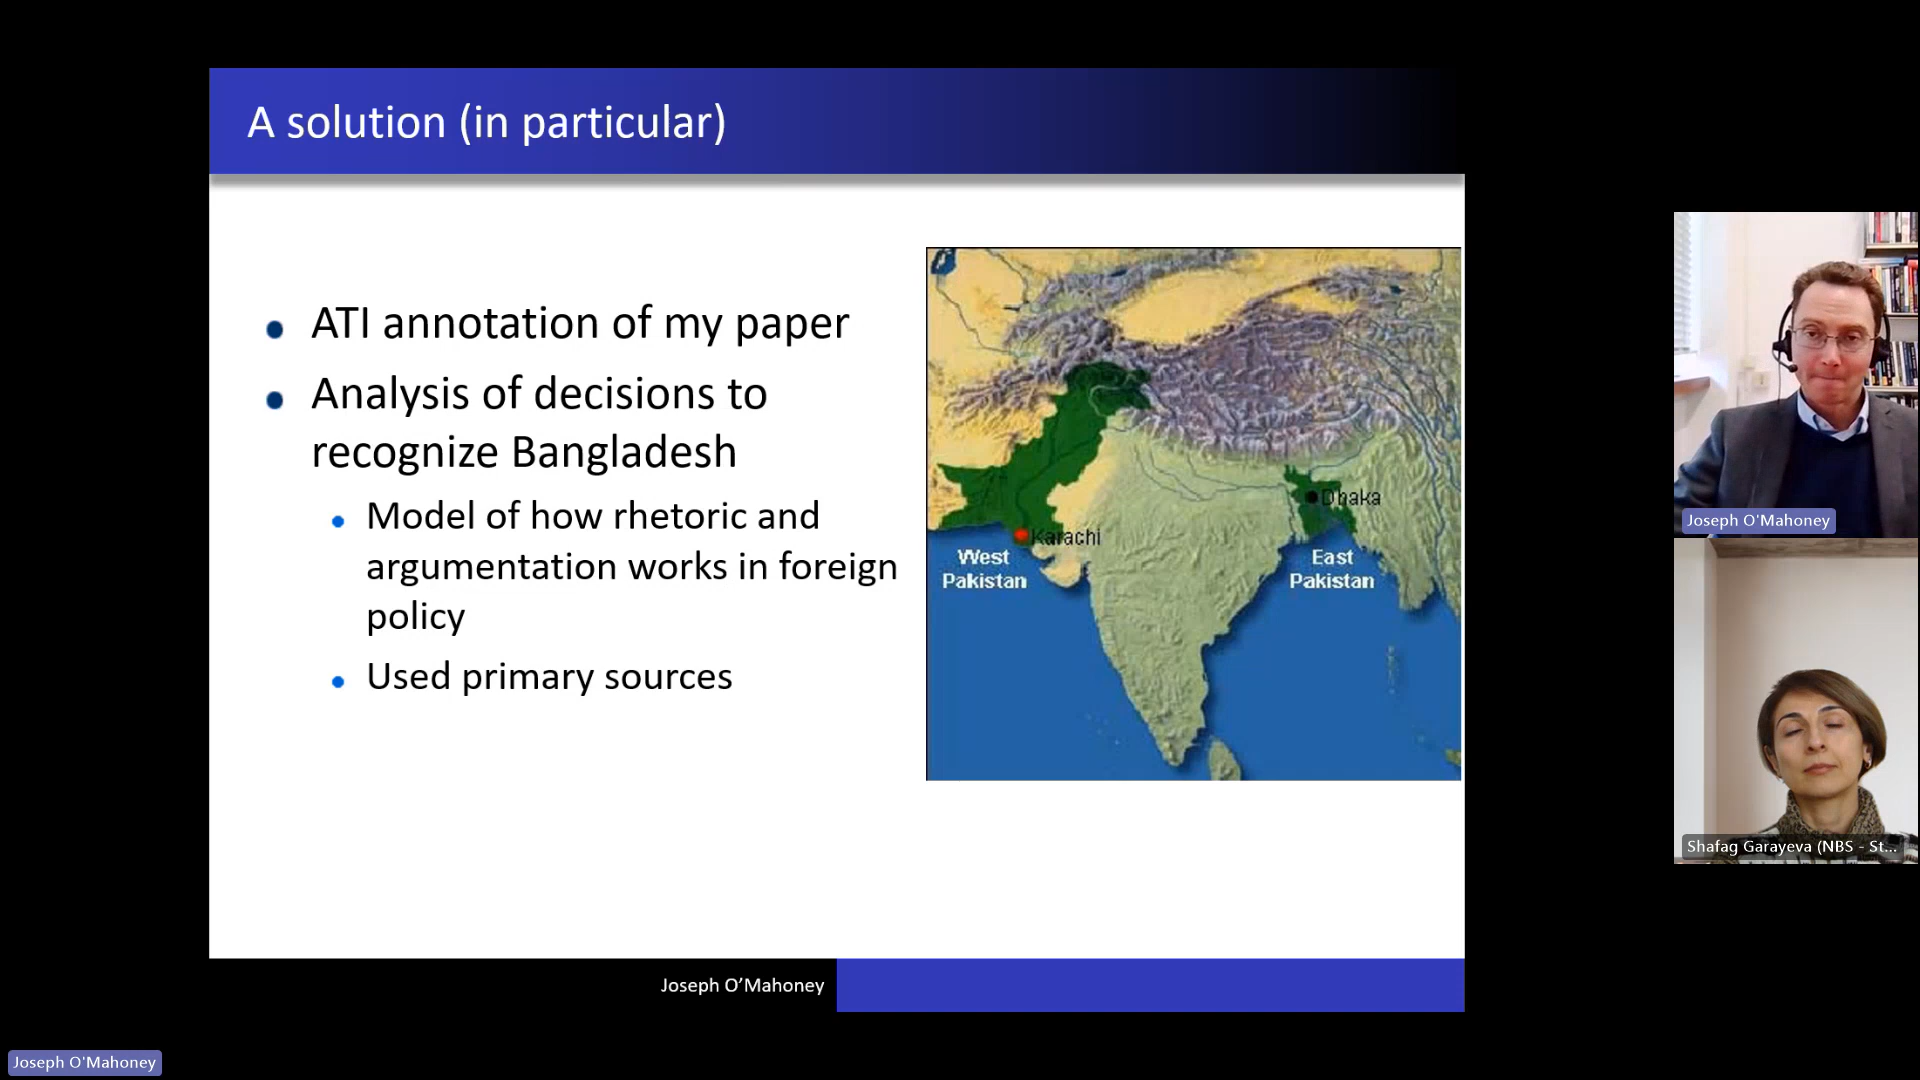 A solution (in particular)
ATI annotation of my paper
Analysis of decisions to
recognize Bangladesh
Model of how rhetoric and
argumentation works in foreign
policy
Used primary sources
Dhaka
Karachi
West
Pakistan
East
Pakistan
Joseph O'Mahoney
Shafag Garayeva (NBS - St...
Joseph O’Mahoney
Joseph O'Mahoney